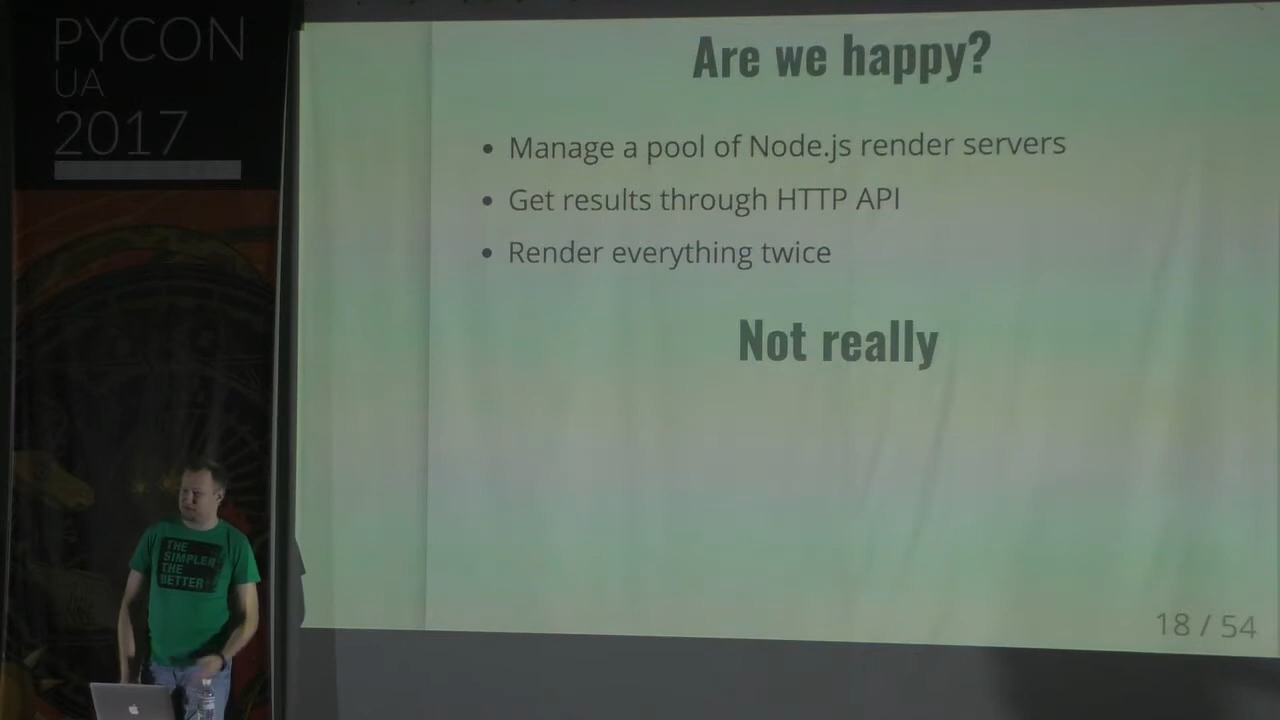 PYCON
UA
2017
Are we happy?
• Manage a pool of Node.js render servers
• Get results through HTTP API
• Render everything twice
Not really
18 / 54
THE
SIMPLER
THE
BETTER